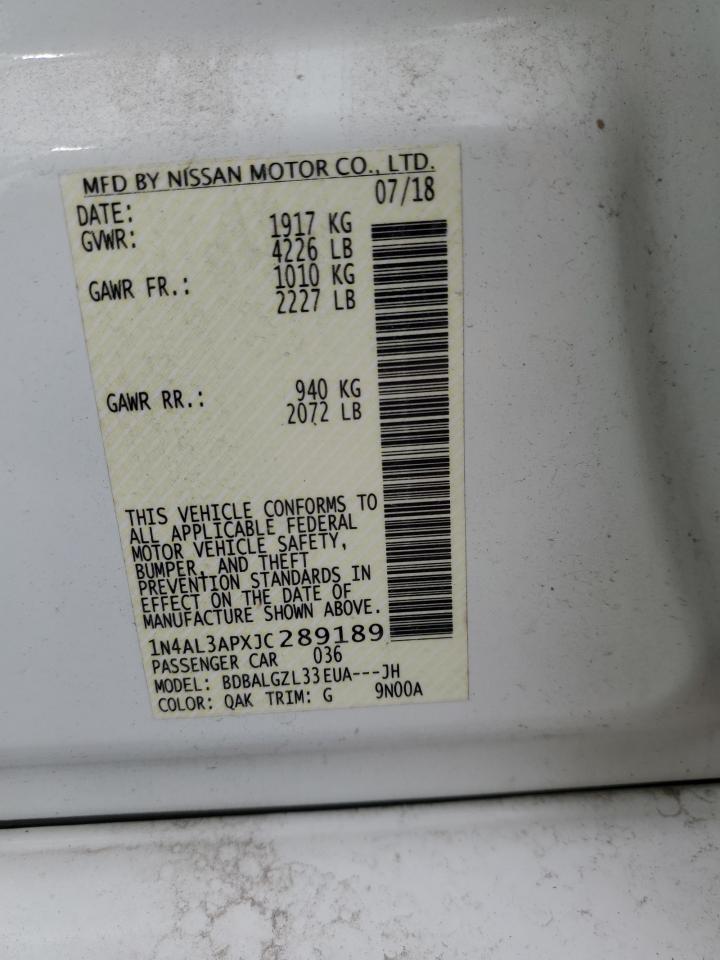 MFD BY NISSAN MOTOR CO., LTD.
DATE: 07/18
GVWR: 1917 KG
4226 LB
GAWR FR.: 1010 KG
2227 LB
GAWR RR.: 940 KG
2072 LB
THIS VEHICLE CONFORMS TO
ALL APPLICABLE FEDERAL
MOTOR VEHICLE SAFETY,
BUMPER, AND THEFT
PREVENTION STANDARDS IN
EFFECT ON THE DATE OF
MANUFACTURE SHOWN ABOVE.
1N4AL3APXJC289189
PASSENGER CAR 036
MODEL: BDBALGZL33EUA---JH
COLOR: QAK TRIM: G 9N00A